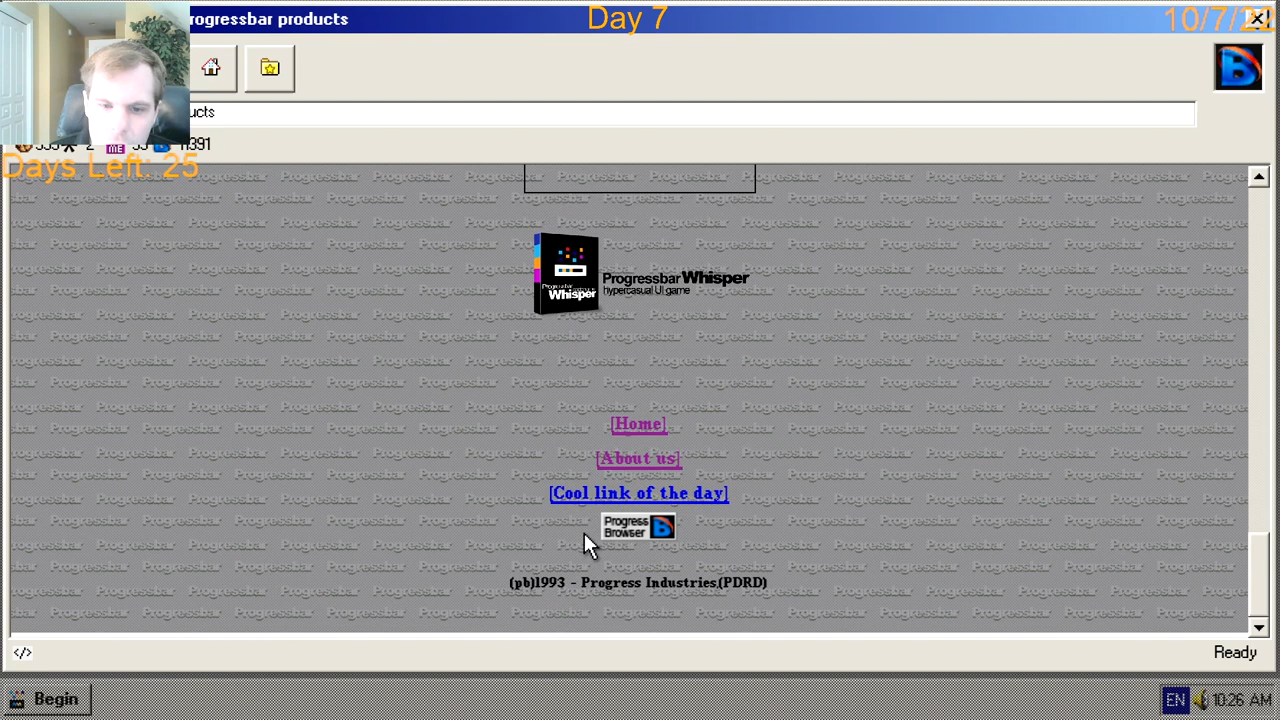 rogressbar products
Day 7
10/7/22
ucts
2
11391
Days Left: 25
Progressbar Whisper
hypercasual UI game
Whisper
[Home]
[About us]
[Cool link of the day]
Progress
Browser
(pb)1993 - Progress Industries,(PDRD)
</>
Ready
Begin
EN
10:26 AM